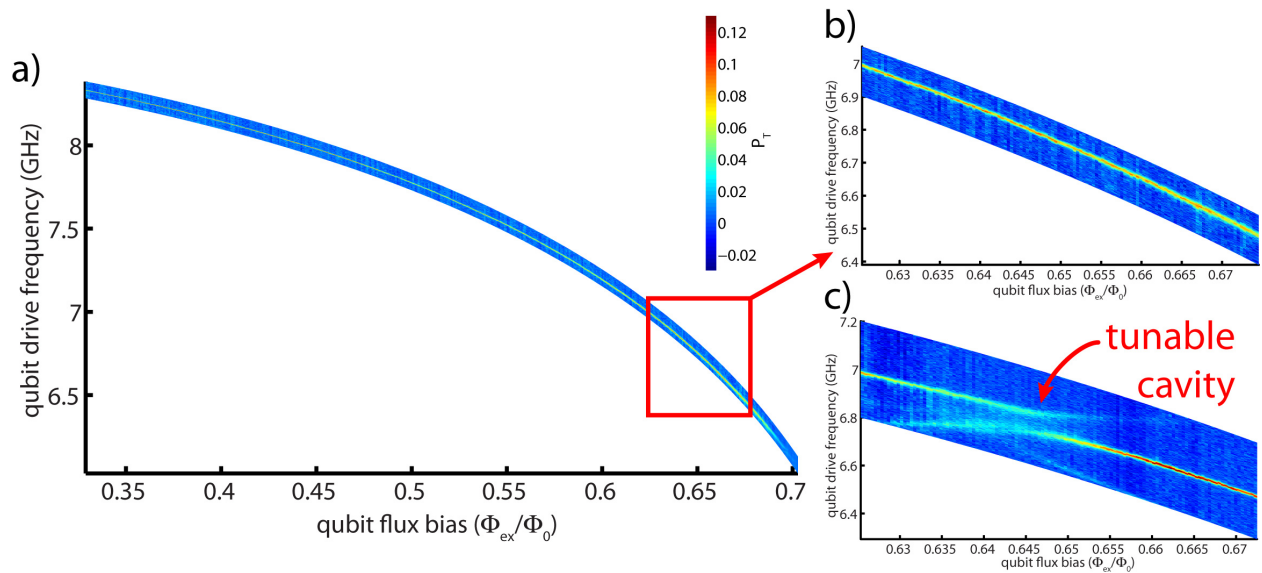 a)
qubit drive frequency (GHz)
8
7.5
7
6.5
0.35 0.4 0.45 0.5 0.55 0.6 0.65 0.7
qubit flux bias (Φex/Φ0)
0.12
0.1
0.08
0.06
0.04
0.02
0
−0.02
PT
b)
qubit drive frequency (GHz)
7
6.9
6.8
6.7
6.6
6.5
6.4
0.63 0.635 0.64 0.645 0.65 0.655 0.66 0.665 0.67
qubit flux bias (Φex/Φ0)
c)
qubit drive frequency (GHz)
7.2
7
6.8
6.6
6.4
tunable
cavity
0.63 0.635 0.64 0.645 0.65 0.655 0.66 0.665 0.67
qubit flux bias (Φex/Φ0)